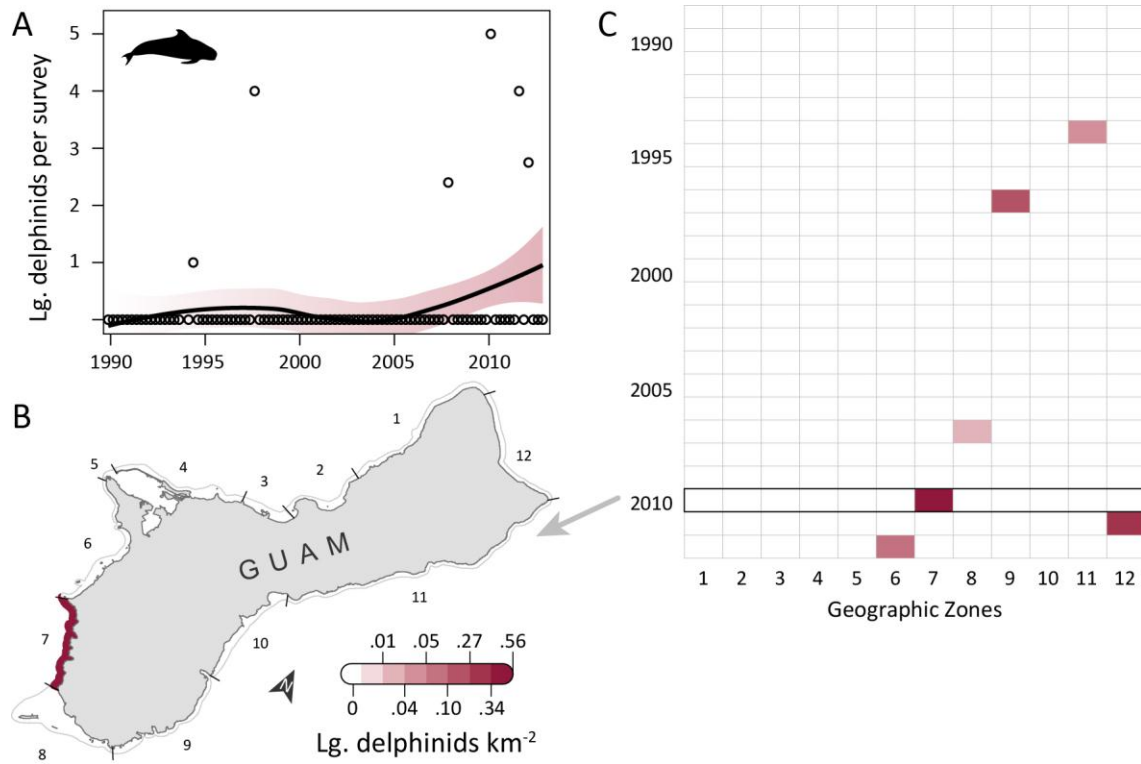 A
Lg. delphinids per survey
5
4
3
2
1
1990 1995 2000 2005 2010
B
GUAM
1
2
3
4
5
6
7
8
9
10
11
12
N
.01 .05 .27 .56
0 .04 .10 .34
Lg. delphinids km-2
C
1990
1995
2000
2005
2010
1 2 3 4 5 6 7 8 9 10 11 12
Geographic Zones